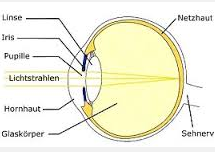 Linse
Netzhaut
Iris
Pupille
Lichtstrahlen
Hornhaut
Glaskörper
Sehnerv